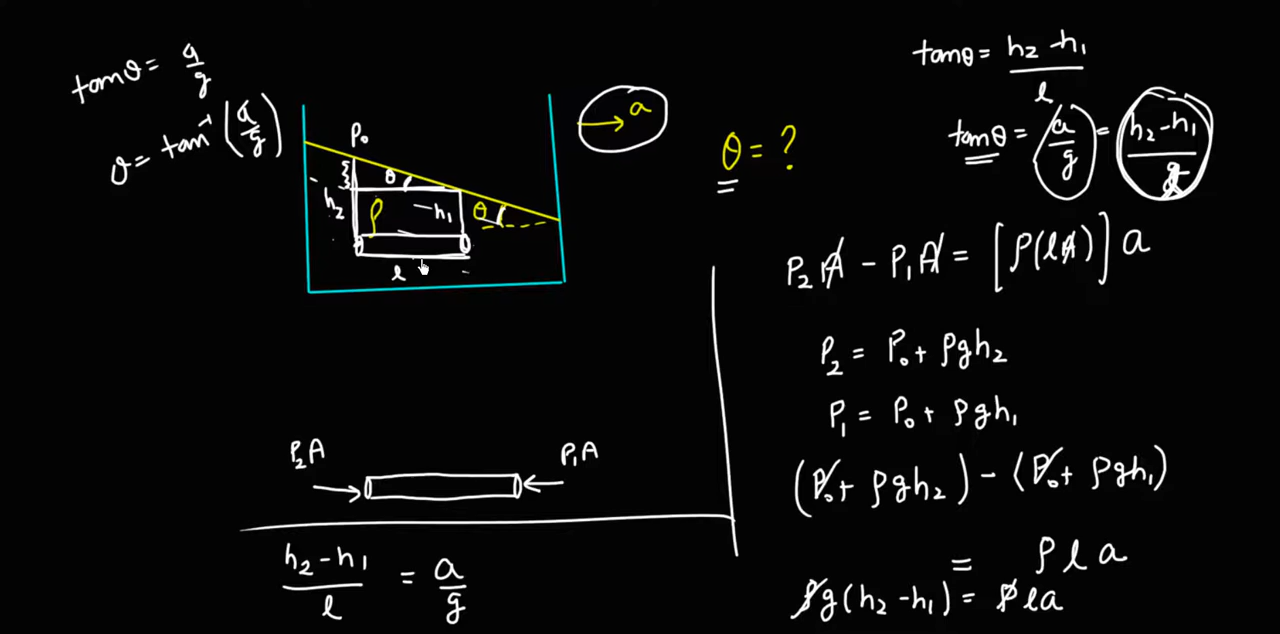 tanθ = a/g
θ = tan⁻¹(a/g)
P₀
a
θ
h₂
ρ
h₁
θ
l
θ = ?
tanθ = (h₂ - h₁)/l
tanθ = a/g = (h₂ - h₁)/g
P₂A - P₁A = [ρ(lA)]a
P₂ = P₀ + ρgh₂
P₁ = P₀ + ρgh₁
(P₀ + ρgh₂) - (P₀ + ρgh₁)
= ρla
ρg(h₂ - h₁) = ρla
P₂A
P₁A
(h₂ - h₁)/l = a/g